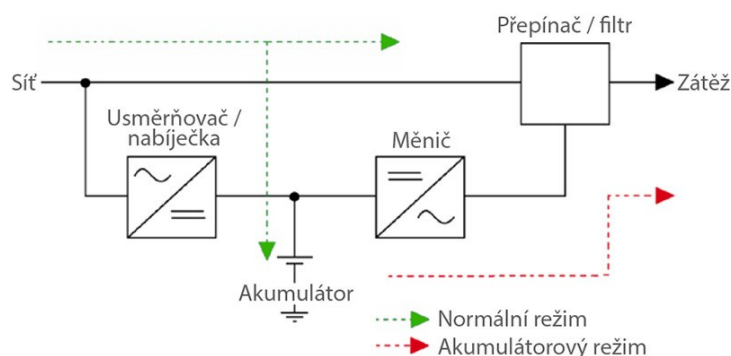 Přepínač / filtr
Síť
Zátěž
Usměrňovač /
nabíječka
Měnič
Akumulátor
Normální režim
Akumulátorový režim